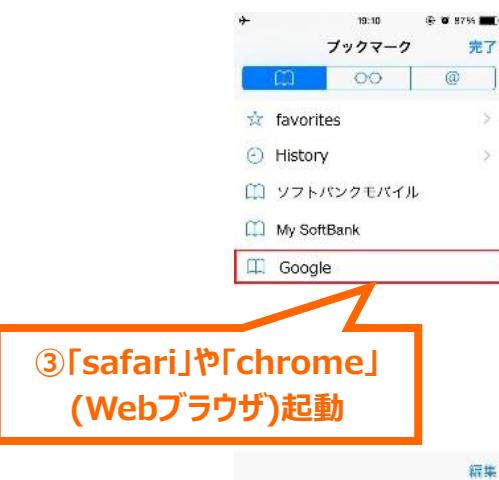 19:10 87%
ブックマーク 完了
@
favorites
History
ソフトバンクモバイル
My SoftBank
Google
③「safari」や「chrome」
(Webブラウザ)起動
編集